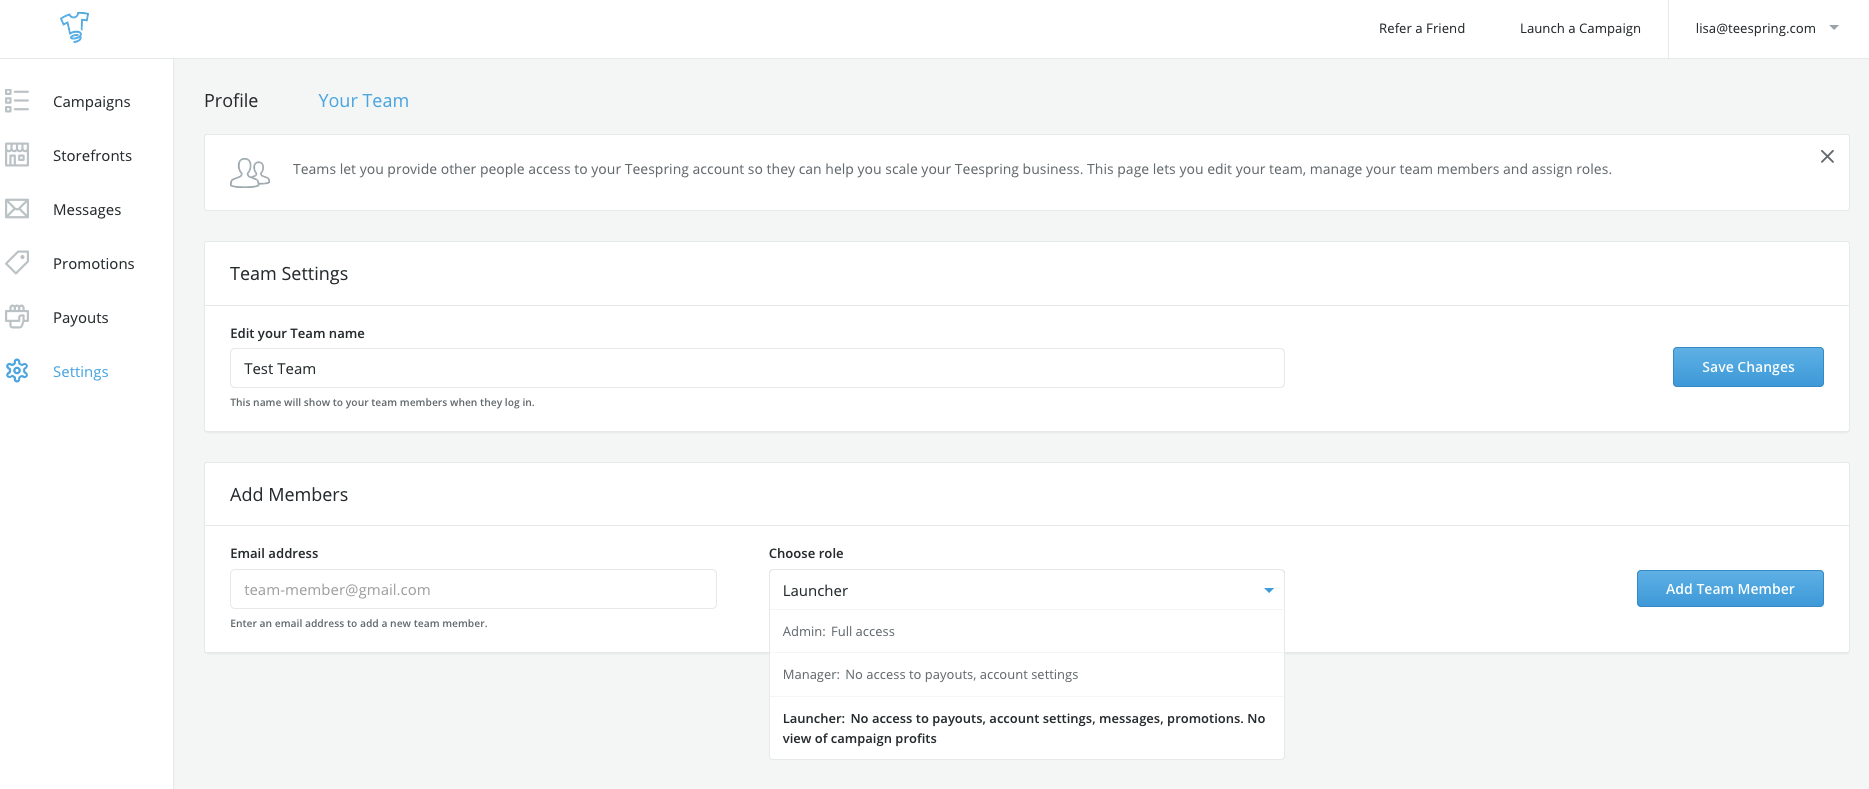 Refer a Friend
Launch a Campaign
lisa@teespring.com
Campaigns
Storefronts
Messages
Promotions
Payouts
Settings
Profile
Your Team
Teams let you provide other people access to your Teespring account so they can help you scale your Teespring business. This page lets you edit your team, manage your team members and assign roles.
Team Settings
Edit your Team name
Test Team
This name will show to your team members when they log in.
Save Changes
Add Members
Email address
team-member@gmail.com
Enter an email address to add a new team member.
Choose role
Launcher
Admin: Full access
Manager: No access to payouts, account settings
Launcher: No access to payouts, account settings, messages, promotions. No
view of campaign profits
Add Team Member